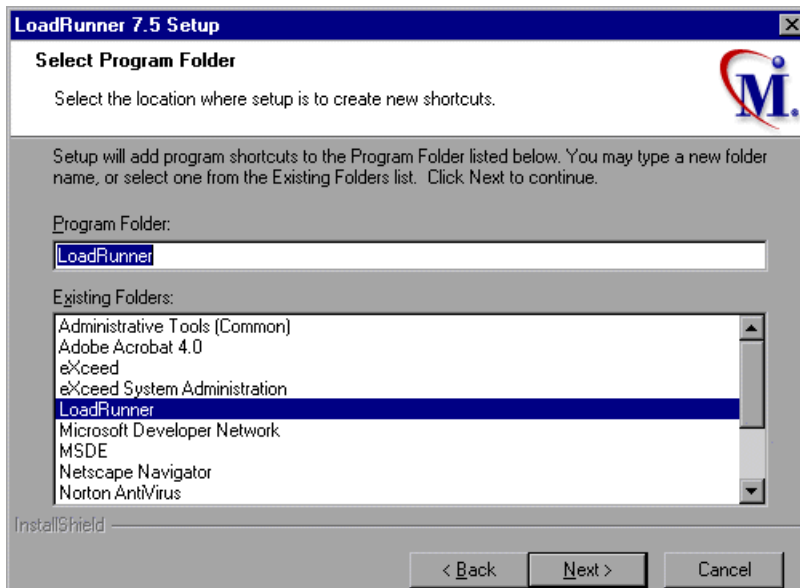 LoadRunner 7.5 Setup
Select Program Folder
Select the location where setup is to create new shortcuts.
M
Setup will add program shortcuts to the Program Folder listed below. You may type a new folder
name, or select one from the Existing Folders list. Click Next to continue.
Program Folder:
LoadRunner
Existing Folders:
Administrative Tools (Common)
Adobe Acrobat 4.0
eXceed
eXceed System Administration
LoadRunner
Microsoft Developer Network
MSDE
Netscape Navigator
Norton AntiVirus
InstallShield
< Back
Next >
Cancel